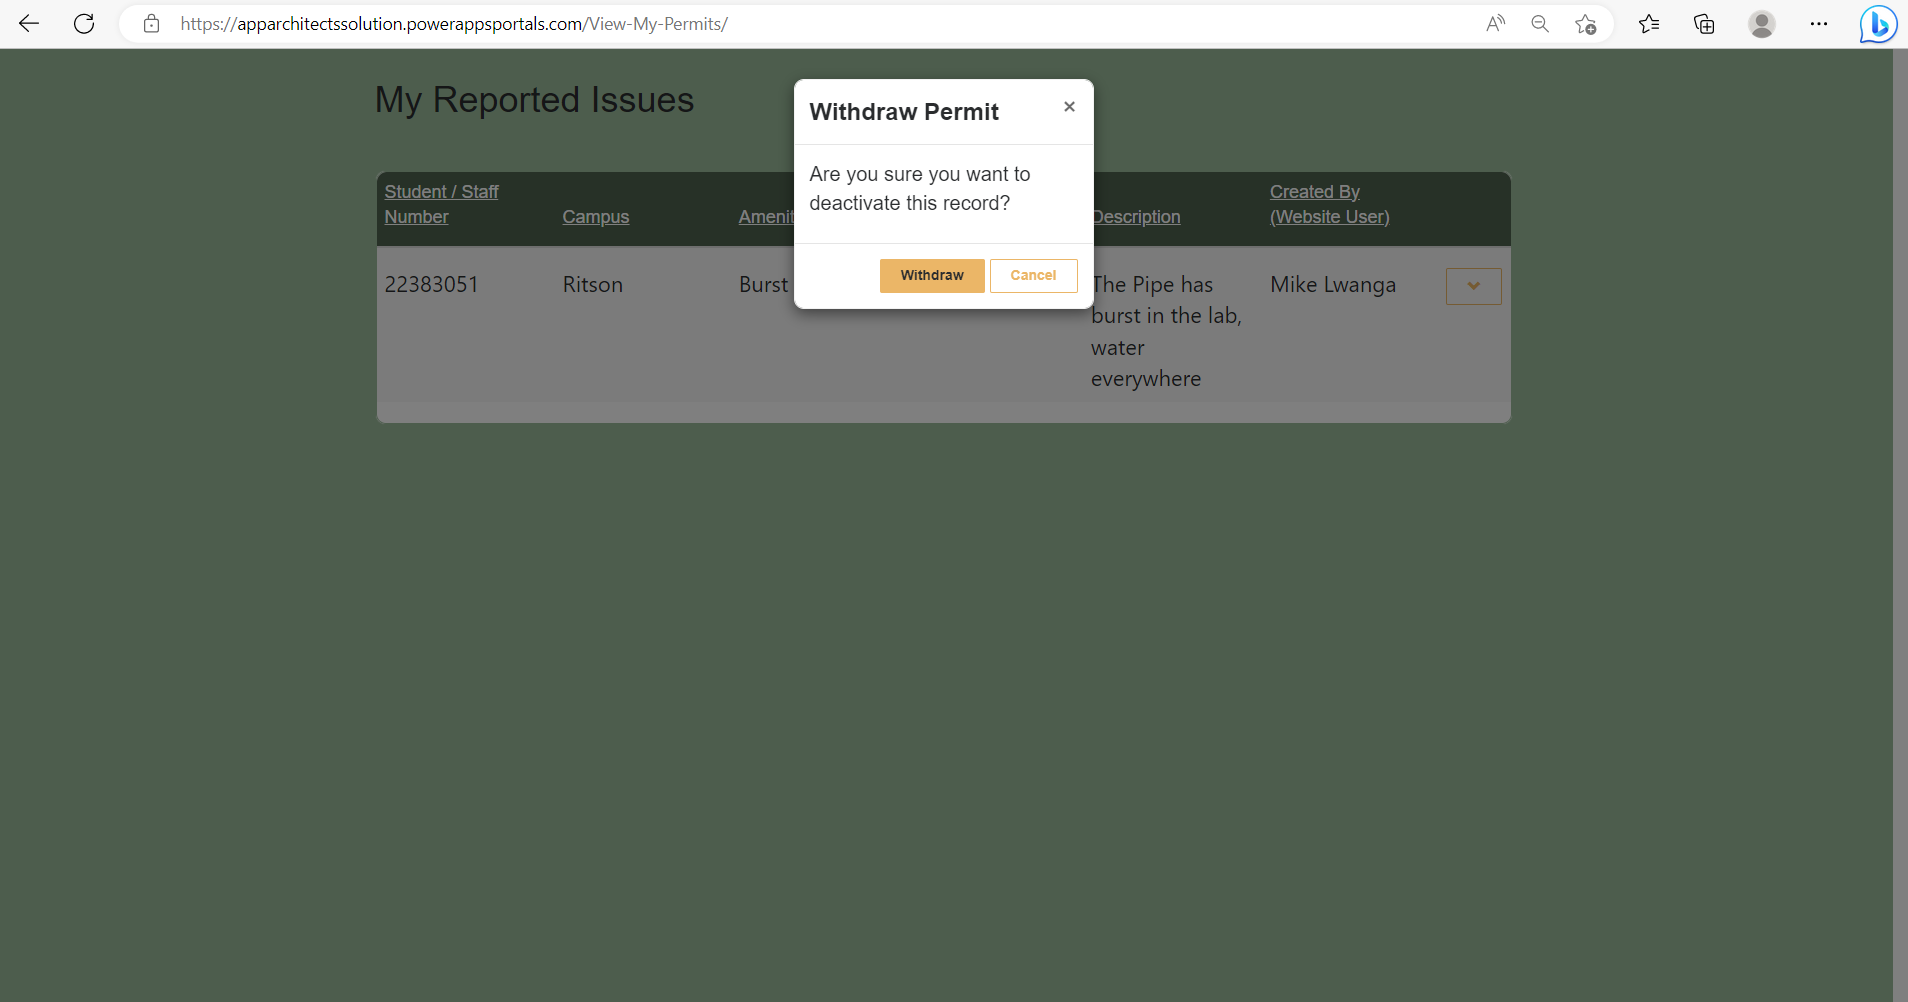 https://apparchitectssolution.powerappsportals.com/View-My-Permits/
My Reported Issues
Withdraw Permit
×
Are you sure you want to
deactivate this record?
Withdraw Cancel
Student / Staff
Number
Campus
Amenit
Description
Created By
(Website User)
22383051
Ritson
Burst
The Pipe has
burst in the lab,
water
everywhere
Mike Lwanga